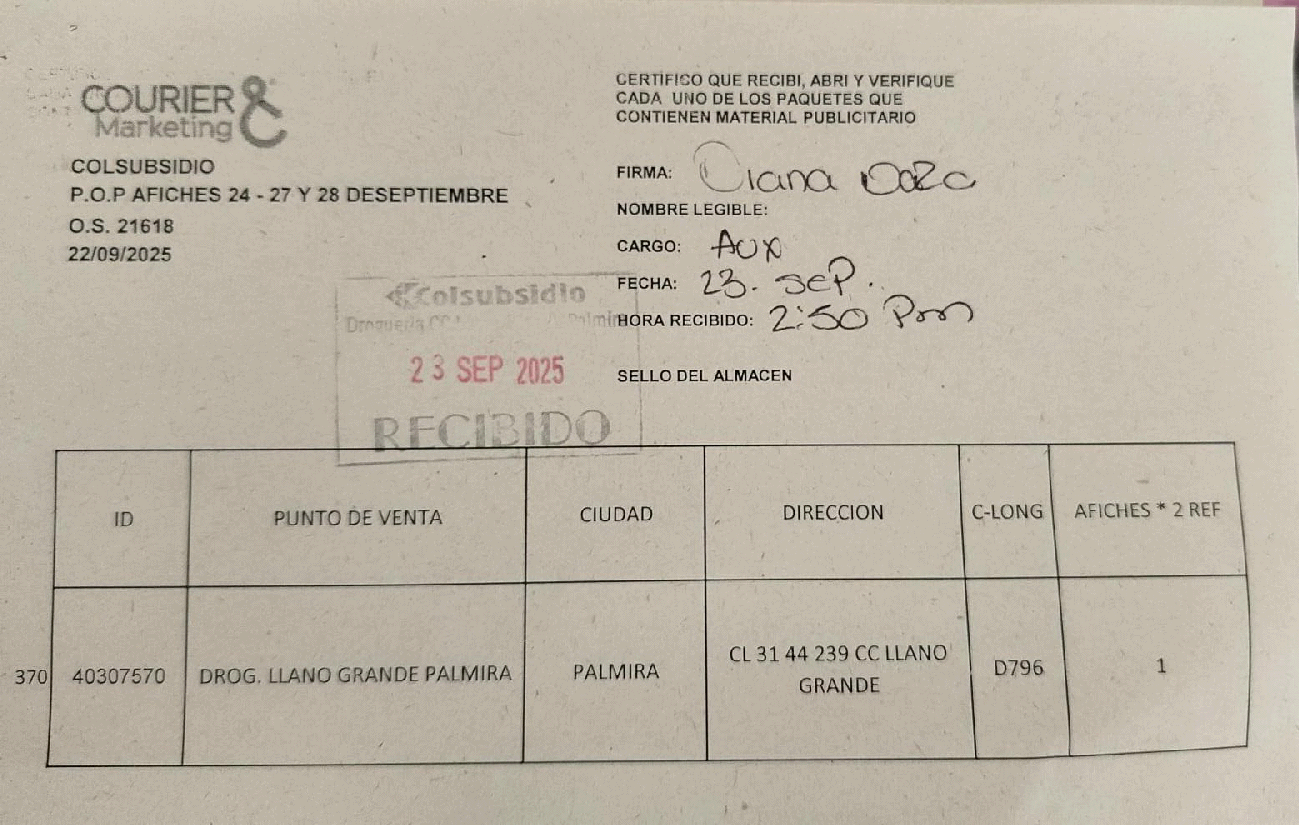 COURIER &
Marketing
COLSUBSIDIO
P.O.P AFICHES 24 - 27 Y 28 DESEPTIEMBRE
O.S. 21618
22/09/2025
CERTIFICO QUE RECIBI, ABRI Y VERIFIQUE
CADA UNO DE LOS PAQUETES QUE
CONTIENEN MATERIAL PUBLICITARIO
FIRMA: Diana Daza
NOMBRE LEGIBLE:
CARGO: Aux
FECHA: 23. sep.
HORA RECIBIDO: 2:50 Pm
SELLO DEL ALMACEN
Colsubsidio
Droguería
23 SEP 2025
RECIBIDO
ID PUNTO DE VENTA CIUDAD DIRECCION C-LONG AFICHES * 2 REF
370 40307570 DROG. LLANO GRANDE PALMIRA PALMIRA CL 31 44 239 CC LLANO GRANDE D796 1